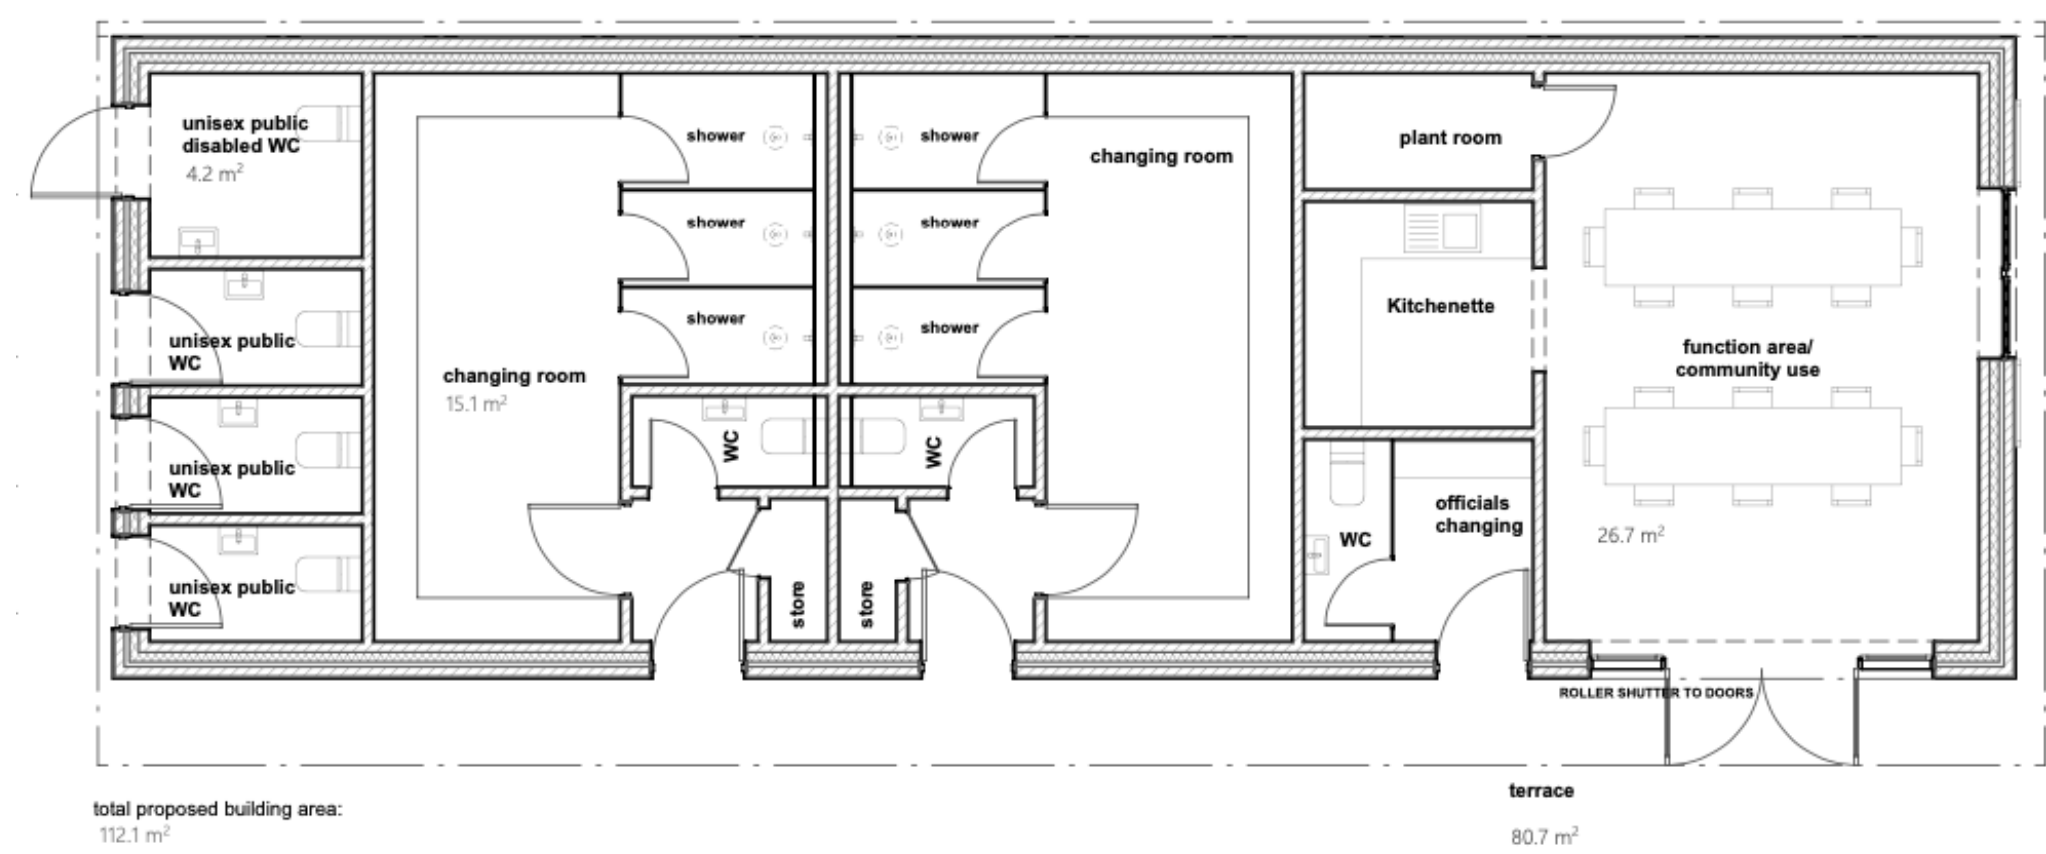 unisex public
disabled WC
4.2 m²
unisex public
WC
unisex public
WC
unisex public
WC
changing room
15.1 m²
shower
shower
shower
WC
store
shower
shower
shower
WC
store
changing room
plant room
Kitchenette
WC
officials
changing
function area/
community use
26.7 m²
ROLLER SHUTTER TO DOORS
terrace
80.7 m²
total proposed building area:
112.1 m²